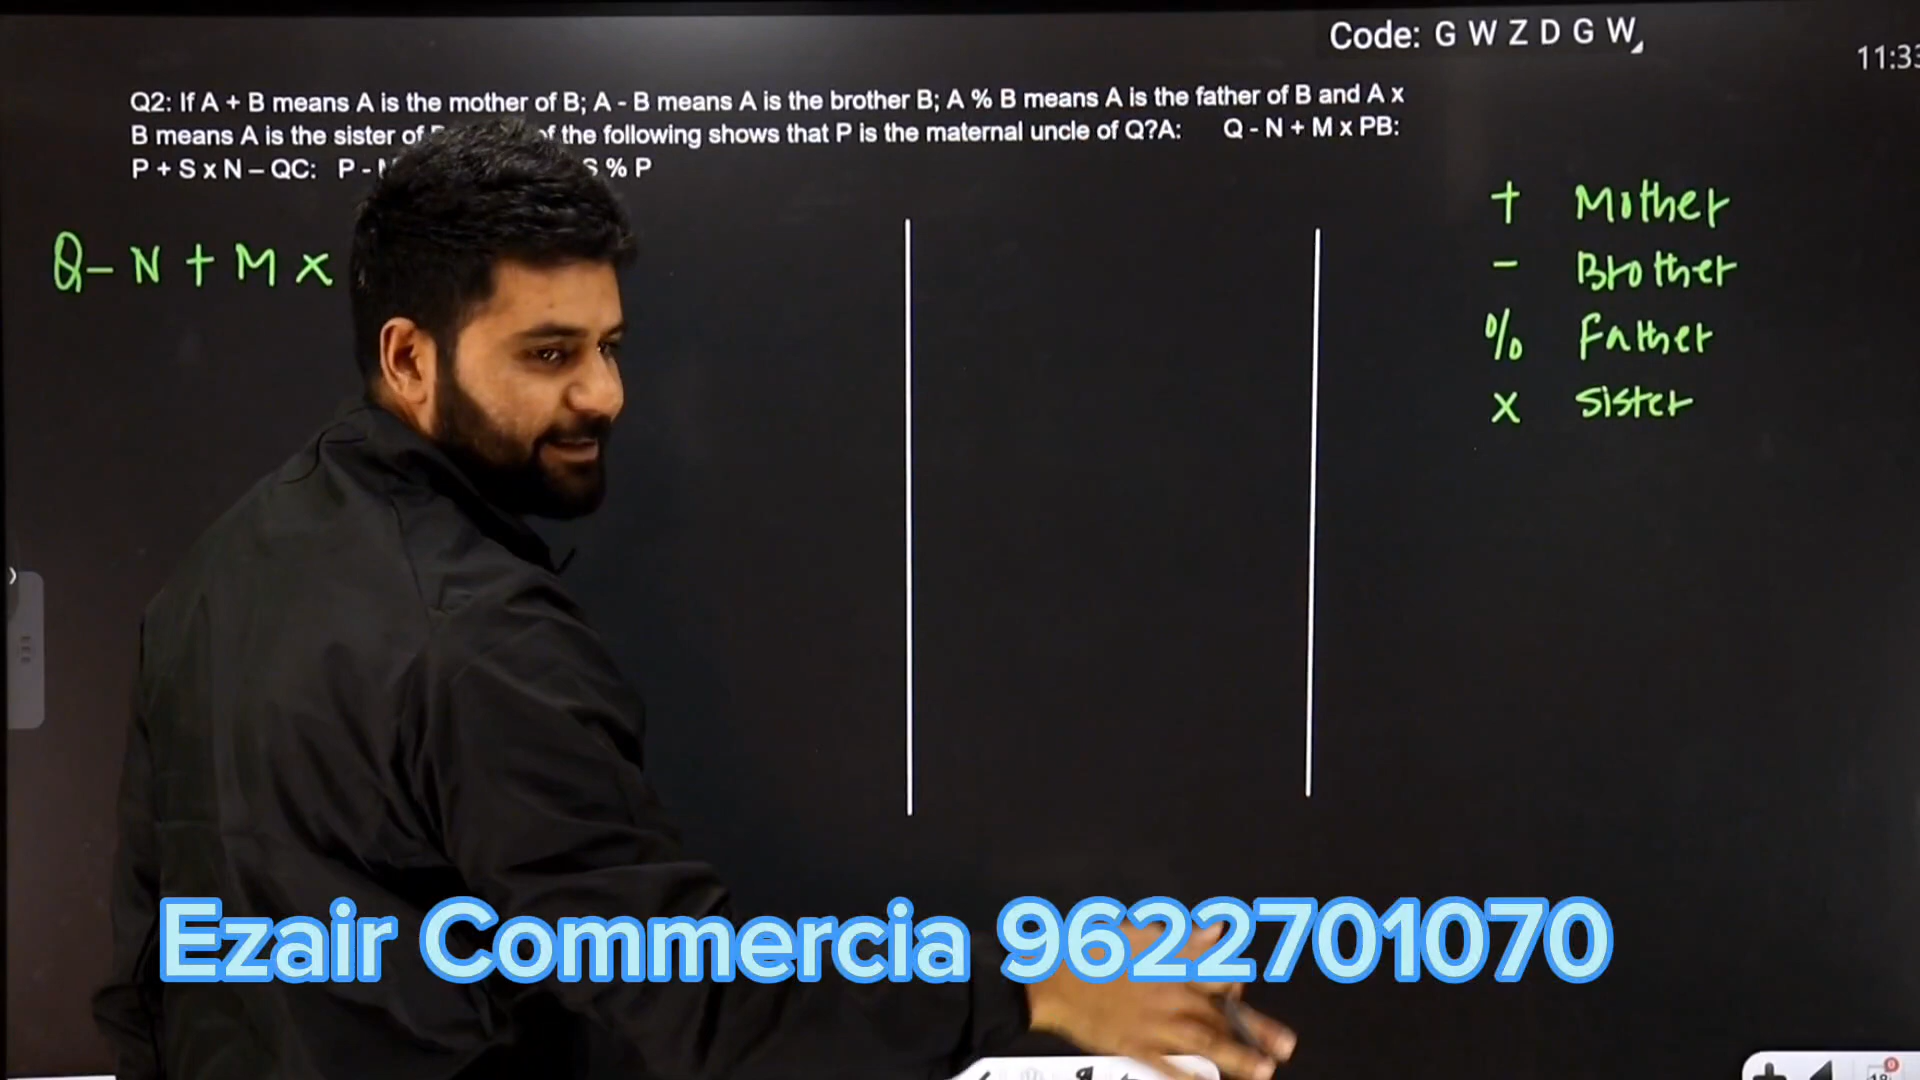 Code: G W Z D G W
11:33
Q2: If A + B means A is the mother of B; A - B means A is the brother B; A % B means A is the father of B and A x
B means A is the sister of of the following shows that P is the maternal uncle of Q?A: Q - N + M x PB:
P + S x N – QC: P - S % P
+ Mother
- Brother
% Father
x Sister
Q - N + M x
Ezair Commercia 9622701070